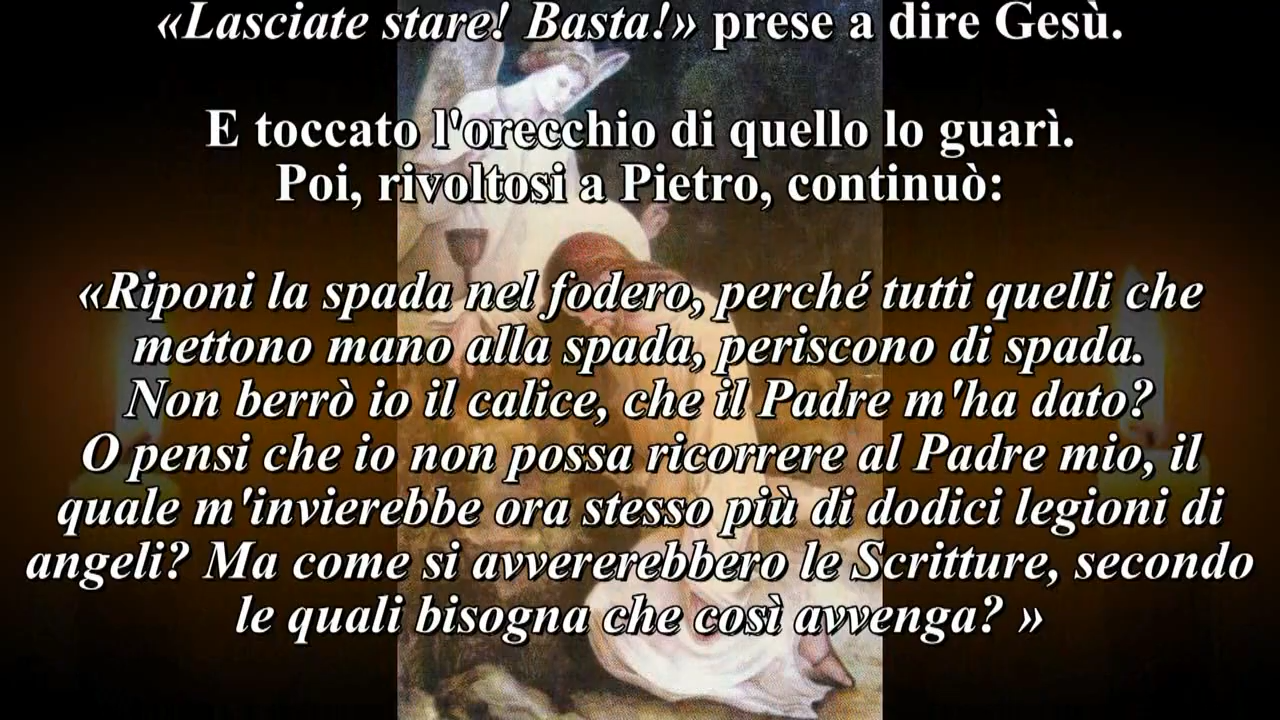 «Lasciate stare! Basta!» prese a dire Gesù.
E toccato l'orecchio di quello lo guarì.
Poi, rivoltosi a Pietro, continuò:
«Riponi la spada nel fodero, perché tutti quelli che
mettono mano alla spada, periscono di spada.
Non berrò io il calice, che il Padre m'ha dato?
O pensi che io non possa ricorrere al Padre mio, il
quale m'invierebbe ora stesso più di dodici legioni di
angeli? Ma come si avvererebbero le Scritture, secondo
le quali bisogna che così avvenga? »